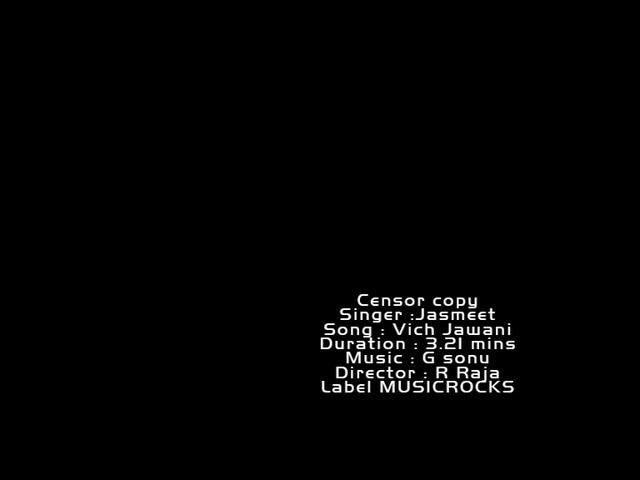 Censor copy
Singer :Jasmeet
Song : Vich Jawani
Duration : 3.21 mins
Music : G sonu
Director : R Raja
Label MUSICROCKS